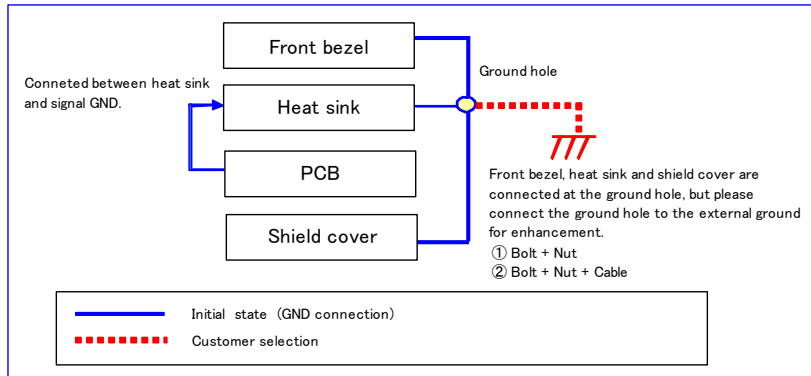 Front bezel
Ground hole
Conneted between heat sink
and signal GND.
Heat sink
PCB
Front bezel, heat sink and shield cover are
connected at the ground hole, but please
connect the ground hole to the external ground
for enhancement.
① Bolt + Nut
② Bolt + Nut + Cable
Shield cover
Initial state (GND connection)
Customer selection